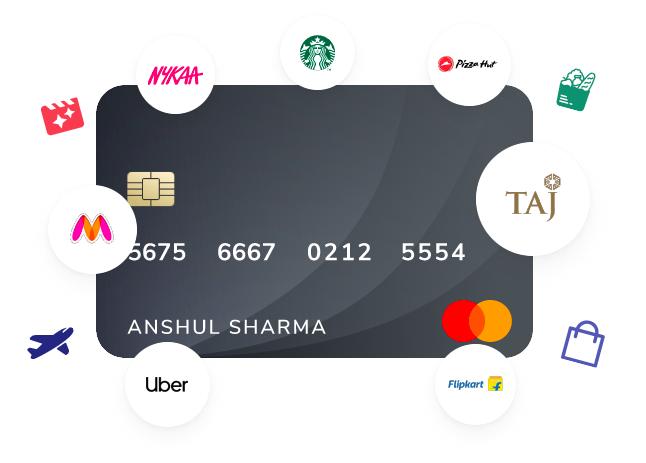 NYKAA
Pizza Hut
TAJ
5675 6667 0212 5554
ANSHUL SHARMA
Uber
Flipkart